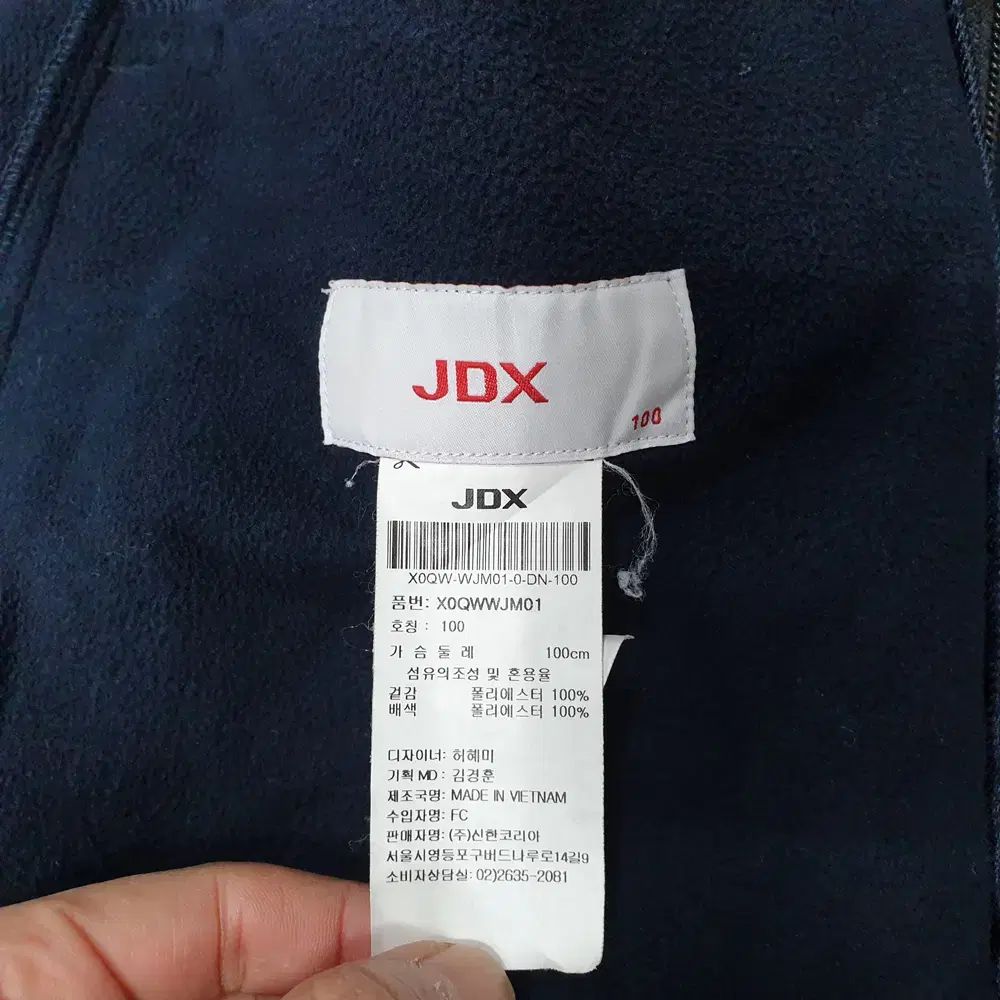 JDX
100
JDX
X0QW-WJM01-0-DN-100
품번: X0QWWJM01
호칭 : 100
가 슴 둘 레 100cm
섬유의조성 및 혼용율
겉감 폴리에스터 100%
배색 폴리에스터 100%
디자이너: 허혜미
기획 MD : 김경훈
제조국명: MADE IN VIETNAM
수입자명: FC
판매자명: (주)신한코리아
서울시영등포구버드나루로14길9
소비자상담실: 02)2635-2081